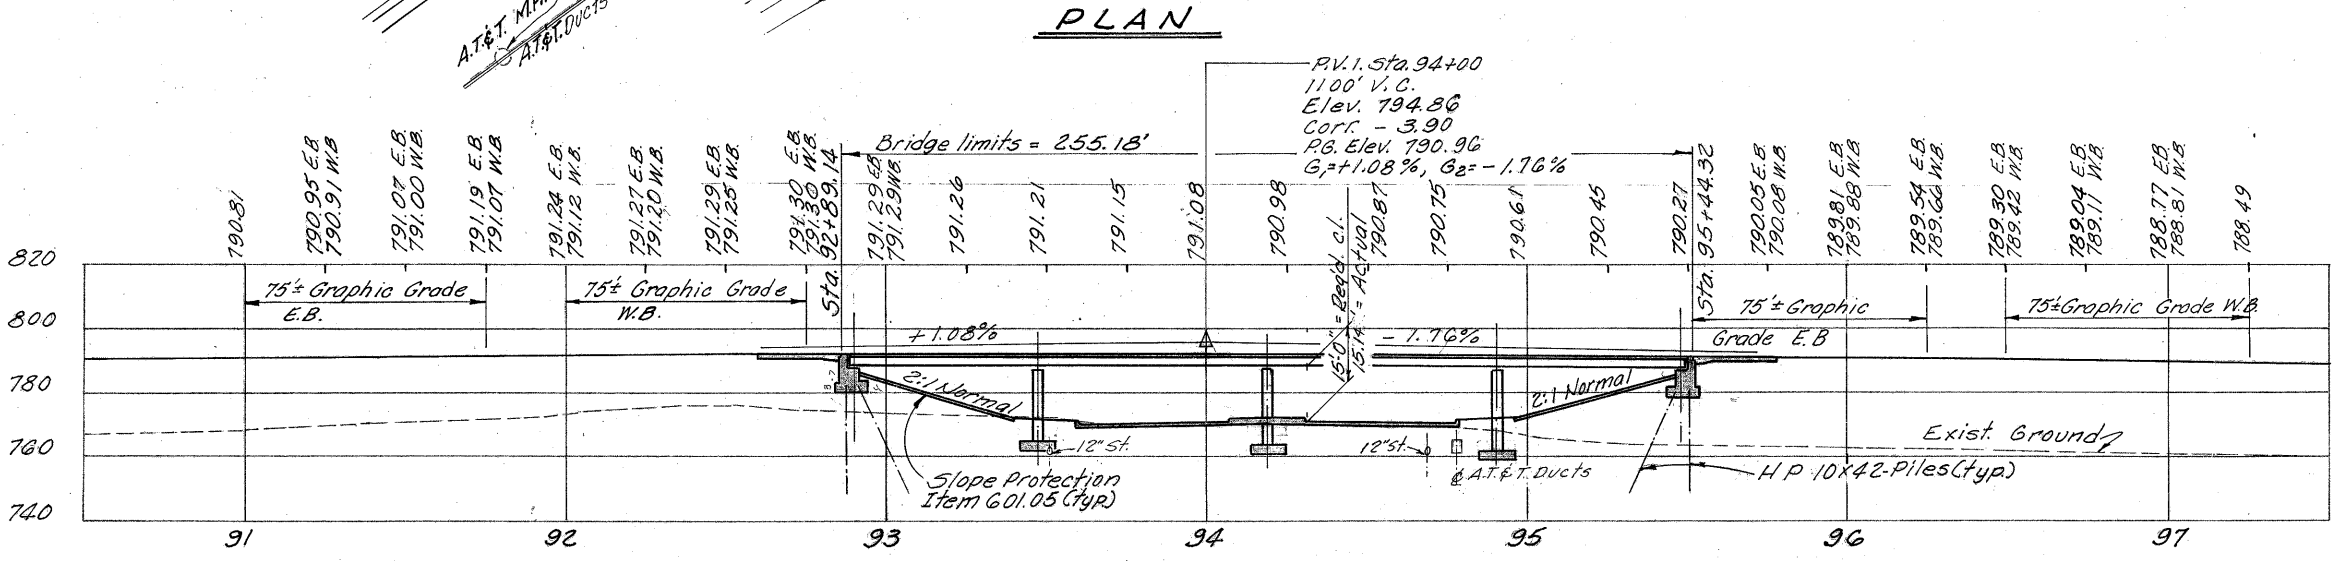 A.T.&T. M.H.
A.T.&T. Ducts
PLAN
P.V.I. Sta. 94+00
1100' V.C.
Elev. 794.86
Corr. - 3.90
P.G. Elev. 790.96
G₁=+1.08%, G₂=-1.76%
Bridge limits = 255.18'
790.81
790.95 E.B.
790.91 W.B.
791.07 E.B.
791.00 W.B.
791.19 E.B.
791.07 W.B.
791.24 E.B.
791.12 W.B.
791.27 E.B.
791.20 W.B.
791.29 E.B.
791.25 W.B.
791.30 E.B.
791.30 W.B.
Sta. 92+89.14
791.29 E.B.
791.29 W.B.
791.26
791.21
791.15
791.08
790.98
15'-0" = Req'd. cl.
15.14' = Actual
790.87
790.75
790.61
790.45
790.27
Sta. 95+44.32
790.05 E.B.
790.08 W.B.
789.81 E.B.
789.88 W.B.
789.54 E.B.
789.66 W.B.
789.30 E.B.
789.42 W.B.
789.04 E.B.
789.11 W.B.
788.77 E.B.
788.81 W.B.
788.49
820
800
780
760
740
75'± Graphic Grade
E.B.
75'± Graphic Grade
W.B.
75'± Graphic
Grade E.B
75'± Graphic Grade W.B.
+1.08%
- 1.76%
2:1 Normal
2:1 Normal
12" St.
12" St.
℄ A.T.& T. Ducts
Slope Protection
Item 601.05 (typ.)
Exist. Ground
HP 10x42-Piles (typ.)
91
92
93
94
95
96
97